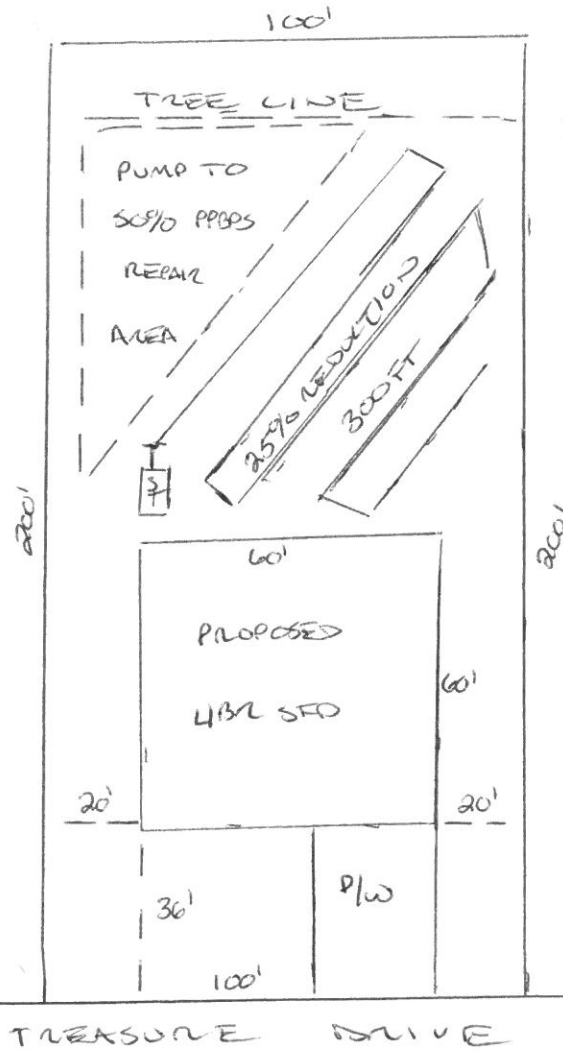 100'
TREE LINE
PUMP TO
50% PPBPS
REPAIR
AREA
25% REDUCTION
300FT
ST
200'
200'
60'
PROPOSED
4BR SFD
60'
20'
20'
36'
D/W
100'
TREASURE DRIVE